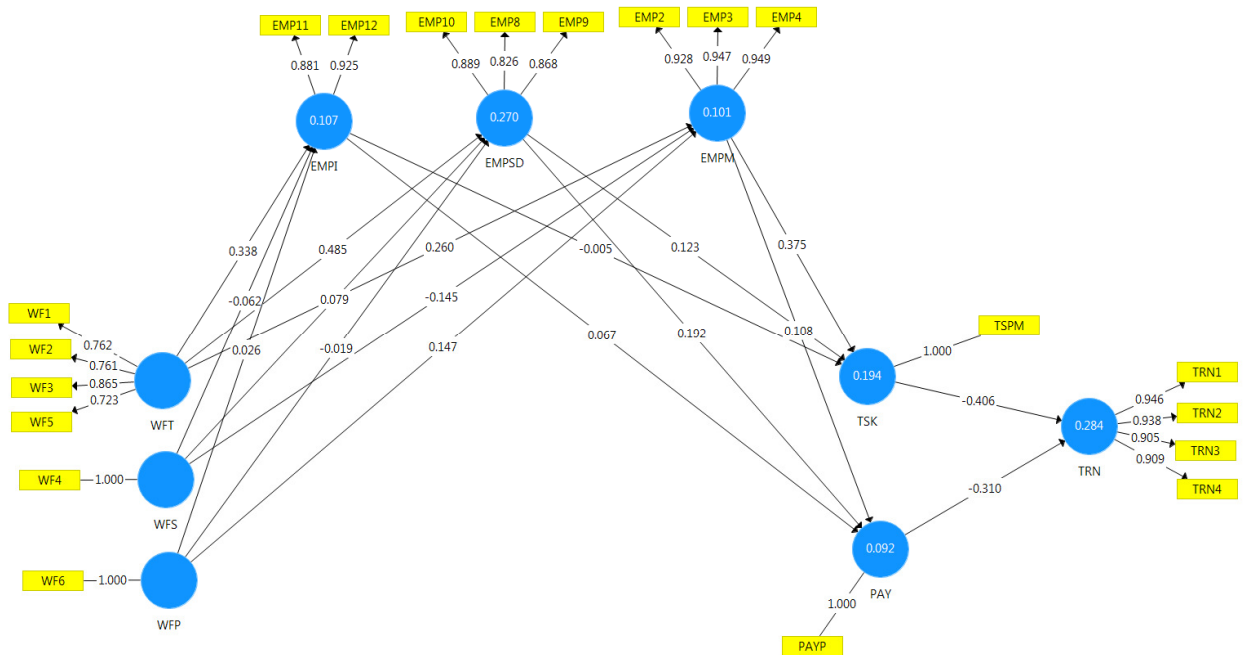 EMP11 EMP12 EMP10 EMP8 EMP9 EMP2 EMP3 EMP4
0.881 0.925 0.889 0.826 0.868 0.928 0.947 0.949
0.107 0.270 0.101
EMPI EMPSD EMPM
0.338 0.485 0.260 -0.005 0.123 0.375
-0.062 0.079 -0.145
0.026 -0.019 0.147 0.067 0.192 0.108
WF1
0.762
WF2
0.761
WF3
0.865
WF5
0.723
WFT
WF4 1.000
WFS
WF6 1.000
WFP
TSPM
1.000
0.194
TSK
-0.406
TRN1
0.946
TRN2
0.938
0.284
0.905
TRN3
TRN
0.909
TRN4
-0.310
0.092
PAY
1.000
PAYP